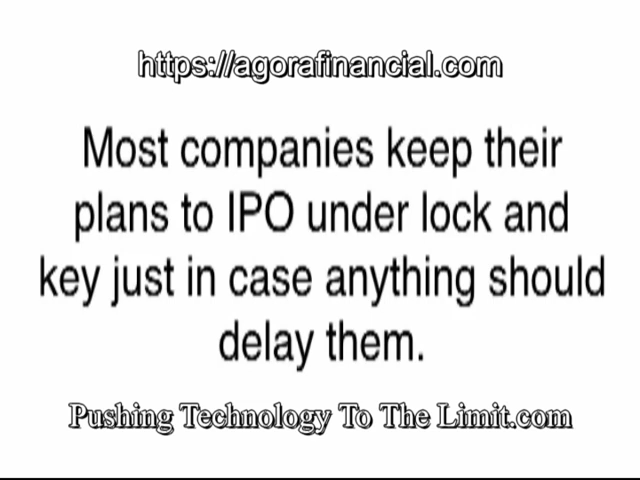 https://agorafinancial.com
Most companies keep their
plans to IPO under lock and
key just in case anything should
delay them.
Pushing Technology To The Limit.com